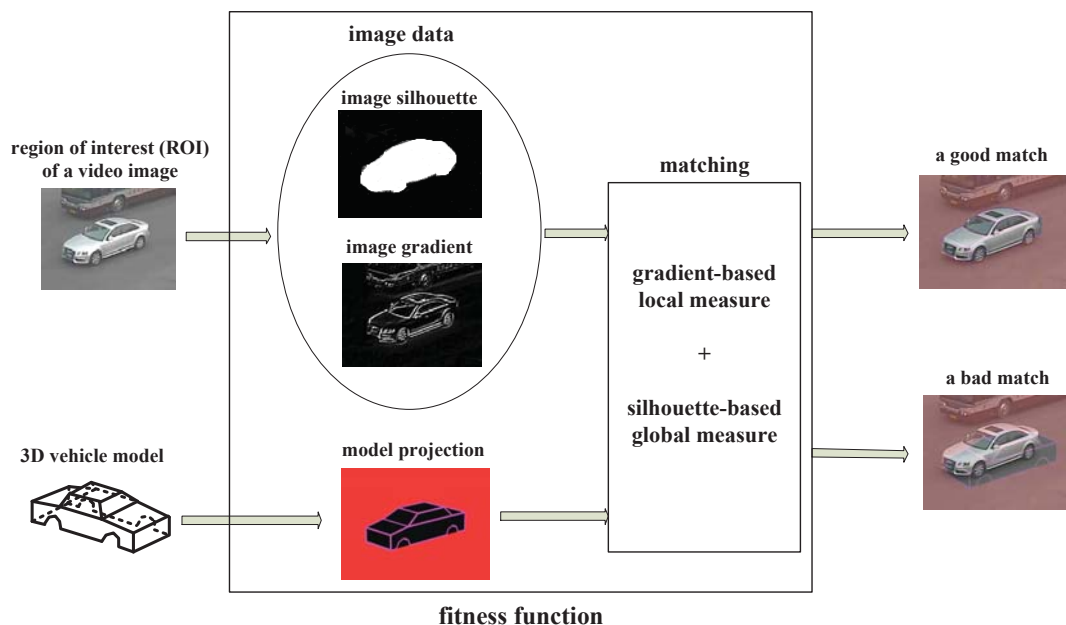 image data
image silhouette
region of interest (ROI)
of a video image
image gradient
matching
gradient-based
local measure
+
silhouette-based
global measure
a good match
a bad match
3D vehicle model
model projection
fitness function